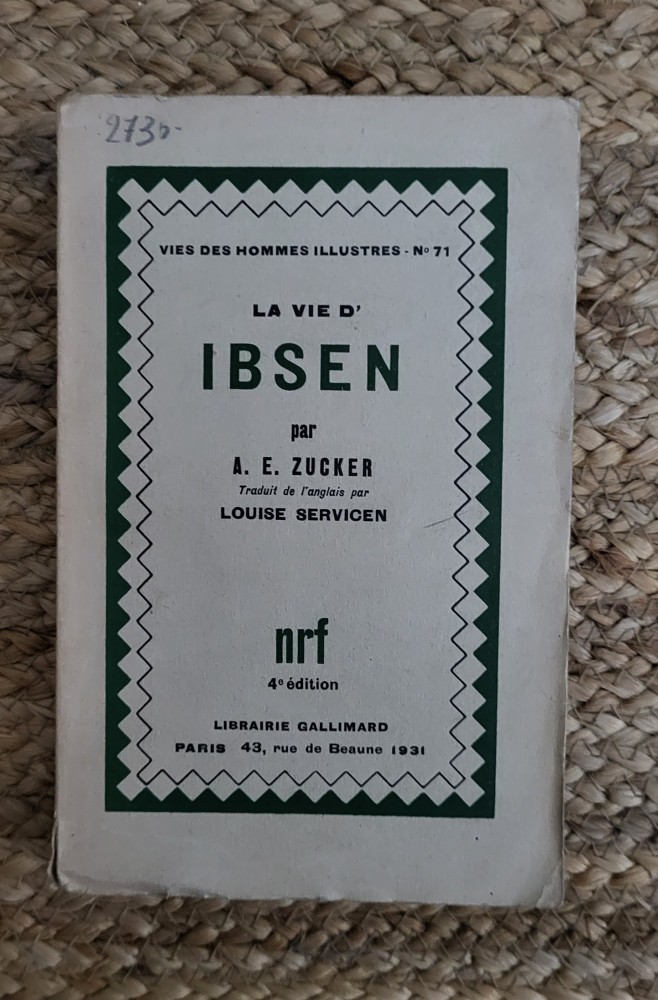 VIES DES HOMMES ILLUSTRES - Nº 71
LA VIE D'
IBSEN
par
A. E. ZUCKER
Traduit de l'anglais par
LOUISE SERVICEN
nrf
4e édition
LIBRAIRIE GALLIMARD
PARIS 43, rue de Beaune 1931